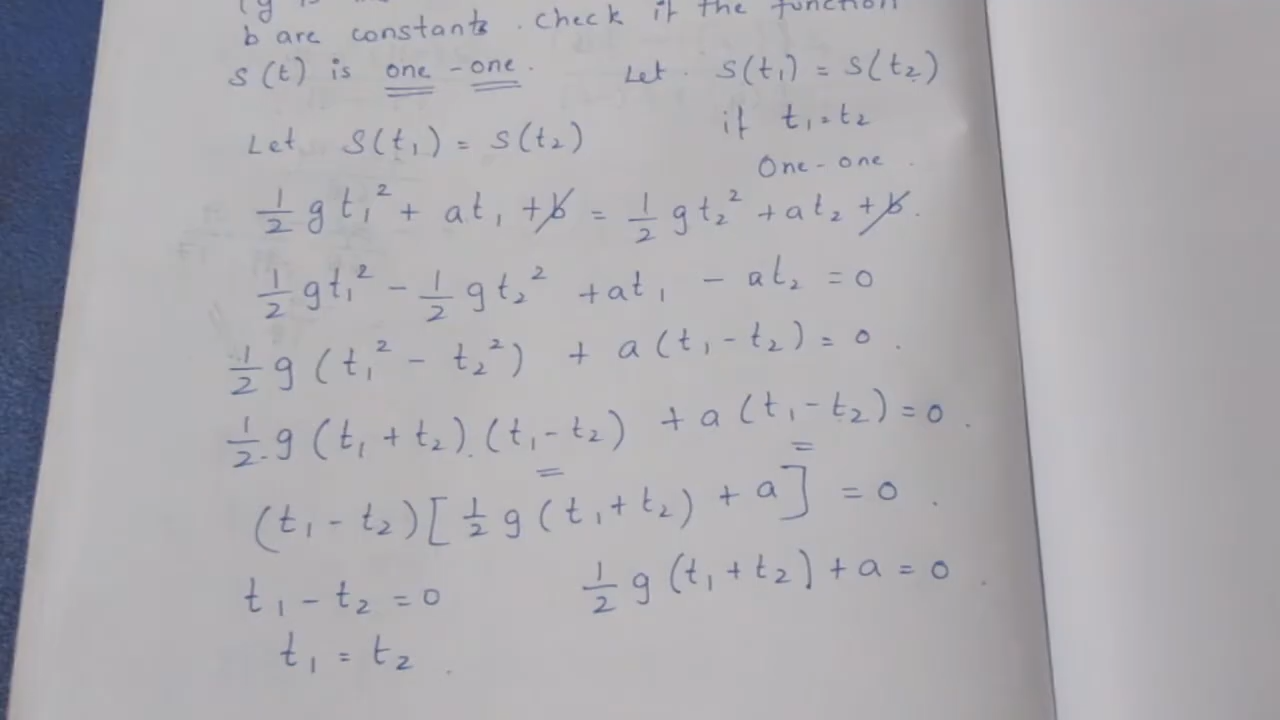 b are constants. Check if the function
s(t) is one-one.
Let S(t₁) = S(t₂)
if t₁ = t₂
One-one.
Let S(t₁) = S(t₂)
½ g t₁² + at₁ + b = ½ g t₂² + at₂ + b.
½ gt₁² - ½ g t₂² + at₁ - at₂ = 0
½ g (t₁² - t₂²) + a (t₁ - t₂) = 0.
½ g (t₁ + t₂) (t₁ - t₂) + a (t₁ - t₂) = 0.
(t₁ - t₂) [½ g (t₁ + t₂) + a] = 0.
t₁ - t₂ = 0
½ g (t₁ + t₂) + a = 0.
t₁ = t₂.